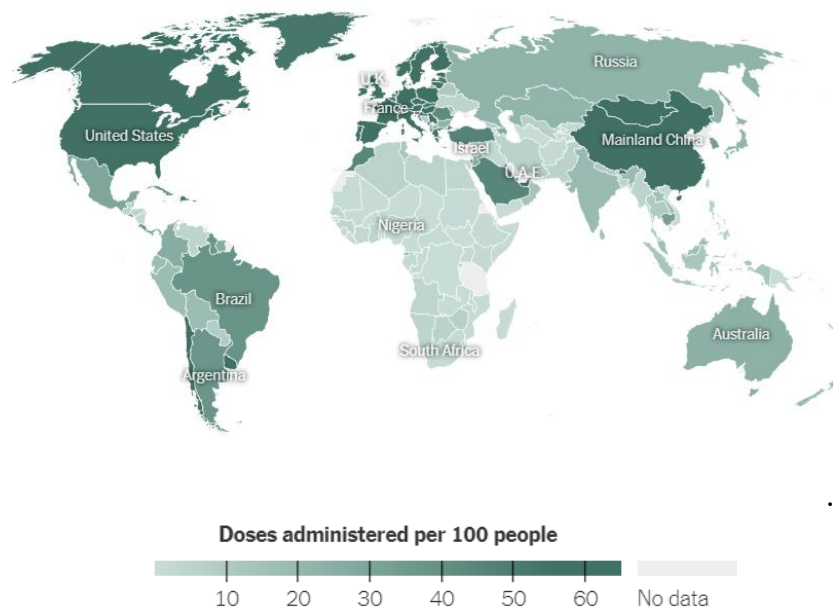 Russia
U.K.
France
United States
Mainland China
Israel
U.A.E.
Nigeria
Brazil
Australia
South Africa
Argentina
.
Doses administered per 100 people
10 20 30 40 50 60 No data